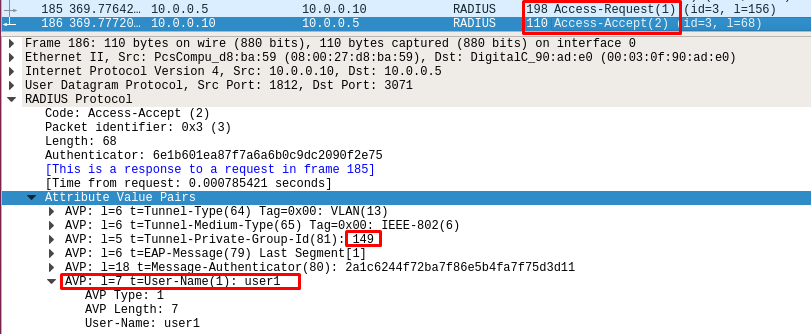 185 369.77642… 10.0.0.5 10.0.0.10 RADIUS 198 Access-Request(1) (id=3, l=156)
186 369.77720… 10.0.0.10 10.0.0.5 RADIUS 110 Access-Accept(2) (id=3, l=68)
Frame 186: 110 bytes on wire (880 bits), 110 bytes captured (880 bits) on interface 0
Ethernet II, Src: PcsCompu_d8:ba:59 (08:00:27:d8:ba:59), Dst: DigitalC_90:ad:e0 (00:03:0f:90:ad:e0)
Internet Protocol Version 4, Src: 10.0.0.10, Dst: 10.0.0.5
User Datagram Protocol, Src Port: 1812, Dst Port: 3071
RADIUS Protocol
Code: Access-Accept (2)
Packet identifier: 0x3 (3)
Length: 68
Authenticator: 6e1b601ea87f7a6a6b0c9dc2090f2e75
[This is a response to a request in frame 185]
[Time from request: 0.000785421 seconds]
Attribute Value Pairs
AVP: l=6 t=Tunnel-Type(64) Tag=0x00: VLAN(13)
AVP: l=6 t=Tunnel-Medium-Type(65) Tag=0x00: IEEE-802(6)
AVP: l=5 t=Tunnel-Private-Group-Id(81): 149
AVP: l=6 t=EAP-Message(79) Last Segment[1]
AVP: l=18 t=Message-Authenticator(80): 2a1c6244f72ba7f86e5b4fa7f75d3d11
AVP: l=7 t=User-Name(1): user1
AVP Type: 1
AVP Length: 7
User-Name: user1